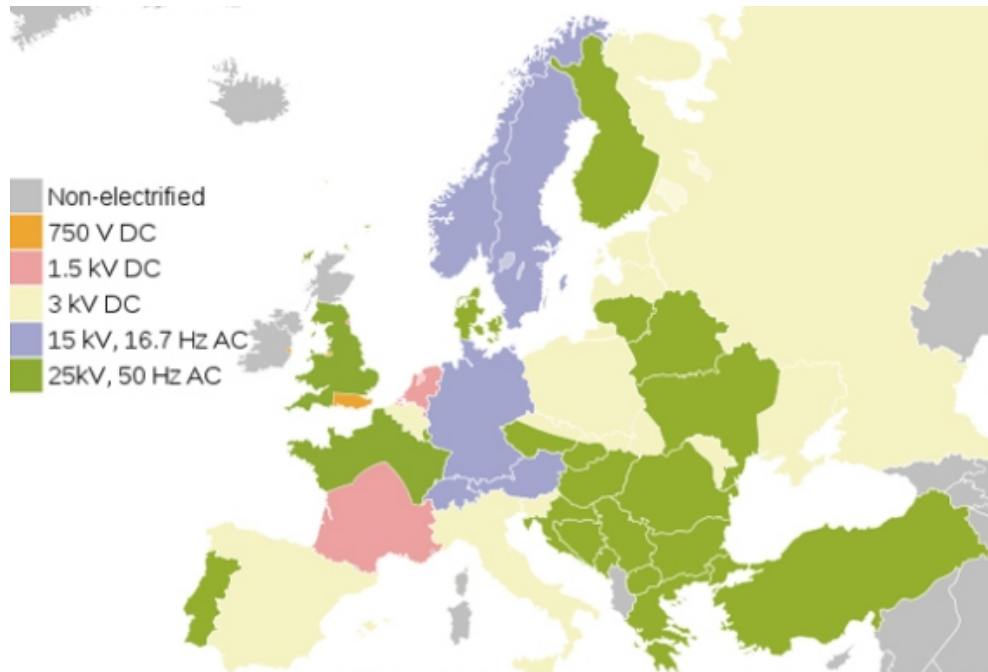 Non-electrified
750 V DC
1.5 kV DC
3 kV DC
15 kV, 16.7 Hz AC
25kV, 50 Hz AC